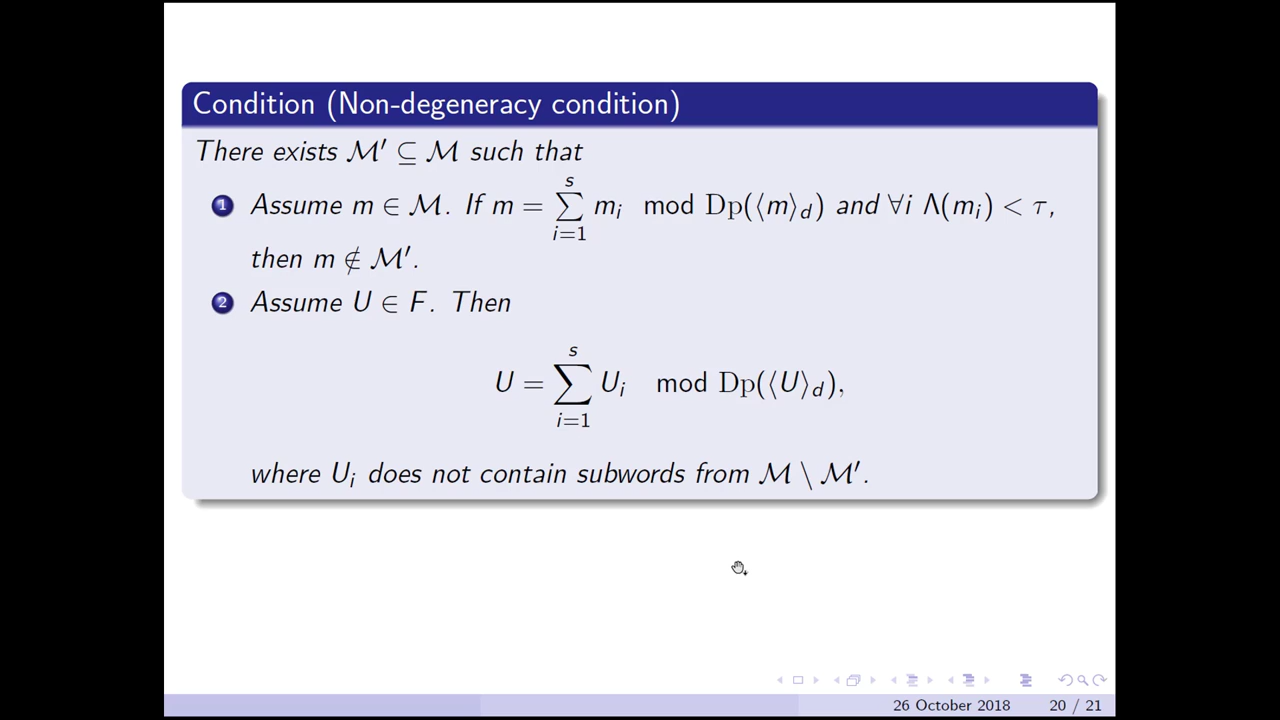 Condition (Non-degeneracy condition)
There exists ℳ′ ⊆ ℳ such that
1 Assume m ∈ ℳ. If m = ∑_{i=1}^{s} m_i mod Dp(⟨m⟩_d) and ∀i Λ(m_i) < τ,
then m ∉ ℳ′.
2 Assume U ∈ F. Then
U = ∑_{i=1}^{s} U_i mod Dp(⟨U⟩_d),
where U_i does not contain subwords from ℳ \ ℳ′.
26 October 2018 20 / 21